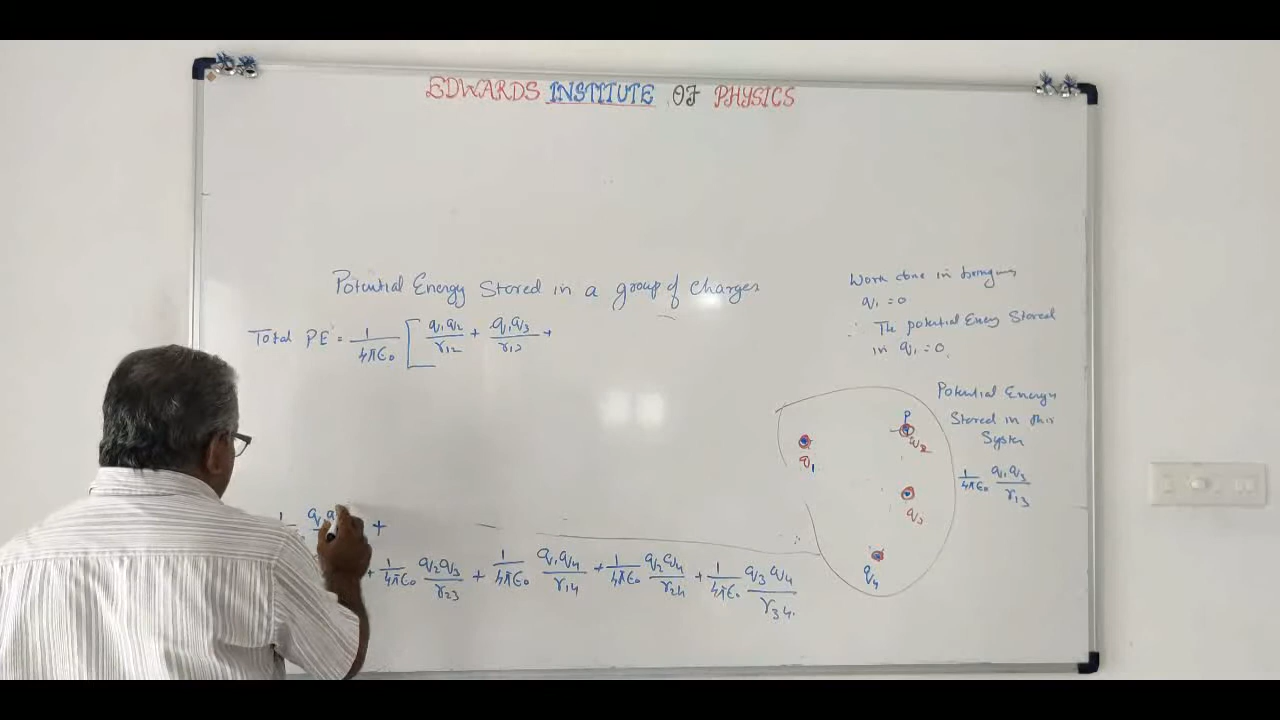 EDWARDS INSTITUTE OF PHYSICS
Potential Energy Stored in a group of charges
Total PE = 1/4πε₀ [ q₁q₂/r₁₂ + q₁q₃/r₁₃ +
Work done in
q₁ = 0
∴ The potential Enery Stored
in q₁ = 0.
Potential Energy
Stored in this
System
1/4πε₀ q₁q₃/r₁₃
P
q₂
q₁
q₃
q₄
+
+ 1/4πε₀ q₂q₃/r₂₃ + 1/4πε₀ q₁q₄/r₁₄ + 1/4πε₀ q₂q₄/r₂₄ + 1/4πε₀ q₃q₄/r₃₄.